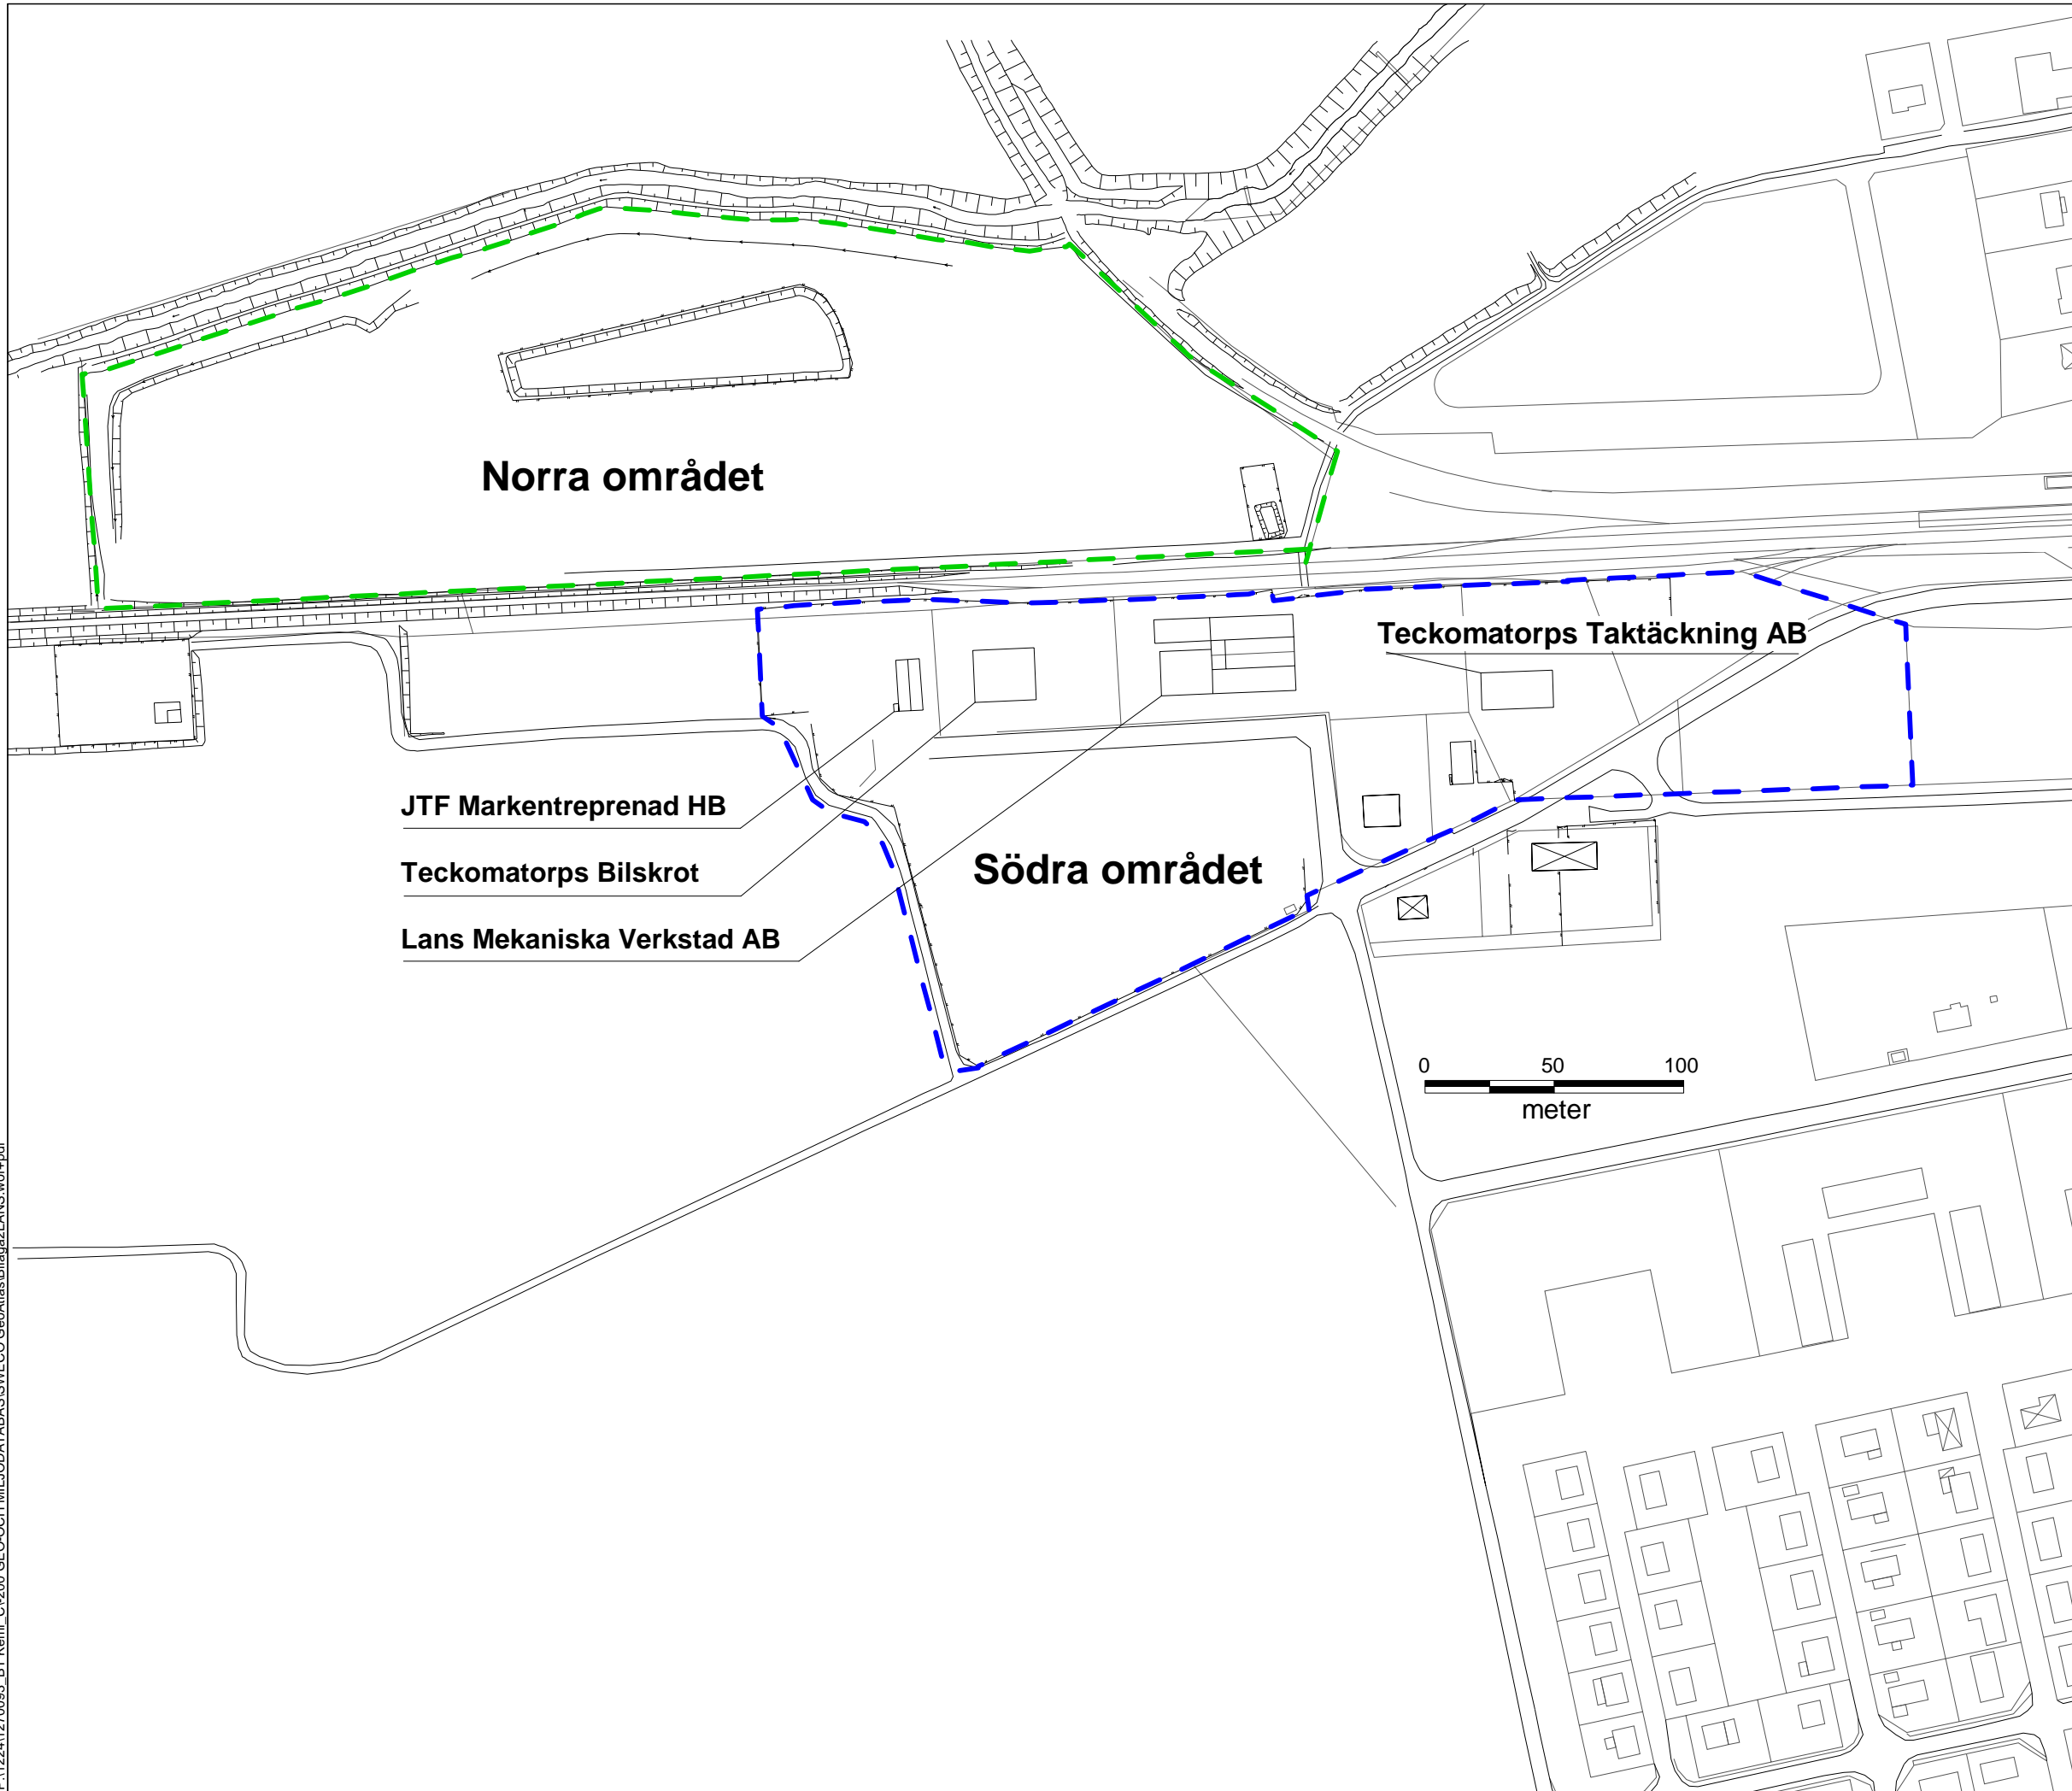 Norra området
Teckomatorps Taktäckning AB
JTF Markentreprenad HB
Teckomatorps Bilskrot
Södra området
Lans Mekaniska Verkstad AB
0 50 100
meter